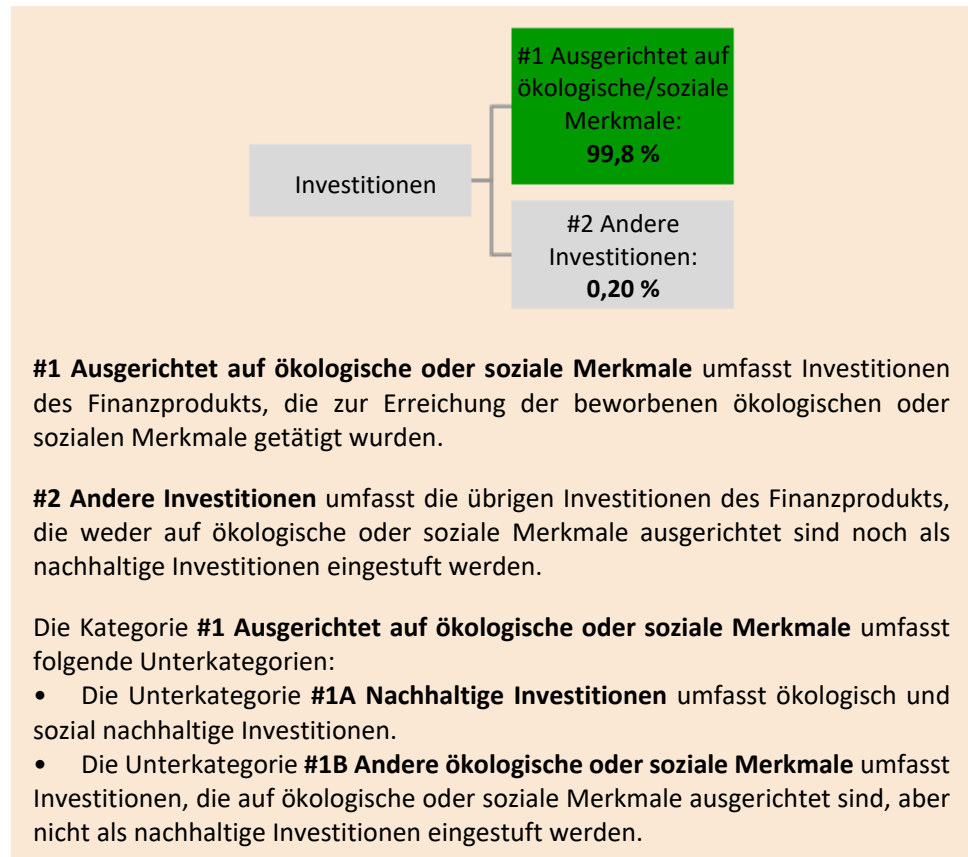 #1 Ausgerichtet auf
ökologische/soziale
Merkmale:
99,8 %
Investitionen
#2 Andere
Investitionen:
0,20 %
#1 Ausgerichtet auf ökologische oder soziale Merkmale umfasst Investitionen
des Finanzprodukts, die zur Erreichung der beworbenen ökologischen oder
sozialen Merkmale getätigt wurden.
#2 Andere Investitionen umfasst die übrigen Investitionen des Finanzprodukts,
die weder auf ökologische oder soziale Merkmale ausgerichtet sind noch als
nachhaltige Investitionen eingestuft werden.
Die Kategorie #1 Ausgerichtet auf ökologische oder soziale Merkmale umfasst
folgende Unterkategorien:
• Die Unterkategorie #1A Nachhaltige Investitionen umfasst ökologisch und
sozial nachhaltige Investitionen.
• Die Unterkategorie #1B Andere ökologische oder soziale Merkmale umfasst
Investitionen, die auf ökologische oder soziale Merkmale ausgerichtet sind, aber
nicht als nachhaltige Investitionen eingestuft werden.